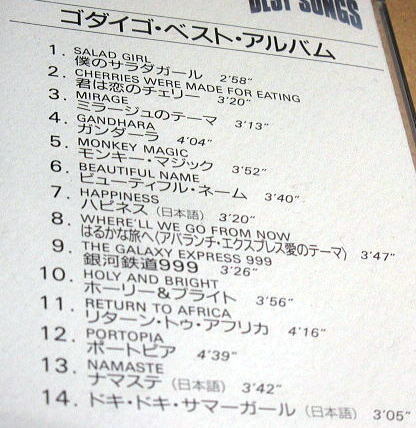 BEST SONGS
ゴダイゴ・ベスト・アルバム
1. SALAD GIRL
僕のサラダガール 2'58"
2. CHERRIES WERE MADE FOR EATING
君は恋のチェリー 3'20"
3. MIRAGE
ミラージュのテーマ 3'13"
4. GANDHARA
ガンダーラ 4'04"
5. MONKEY MAGIC
モンキー・マジック 3'52"
6. BEAUTIFUL NAME
ビューティフル・ネーム 3'40"
7. HAPPINESS
ハピネス(日本語) 3'20"
8. WHERE'LL WE GO FROM NOW
はるかな旅へ(アバランチ・エクスプレス愛のテーマ) 3'47"
9. THE GALAXY EXPRESS 999
銀河鉄道999 3'26"
10. HOLY AND BRIGHT
ホーリー&ブライト 3'56"
11. RETURN TO AFRICA
リターン・トゥ・アフリカ 4'16"
12. PORTOPIA
ポートピア 4'39"
13. NAMASTE
ナマステ(日本語) 3'42"
14. ドキ・ドキ・サマーガール(日本語) 3'05"